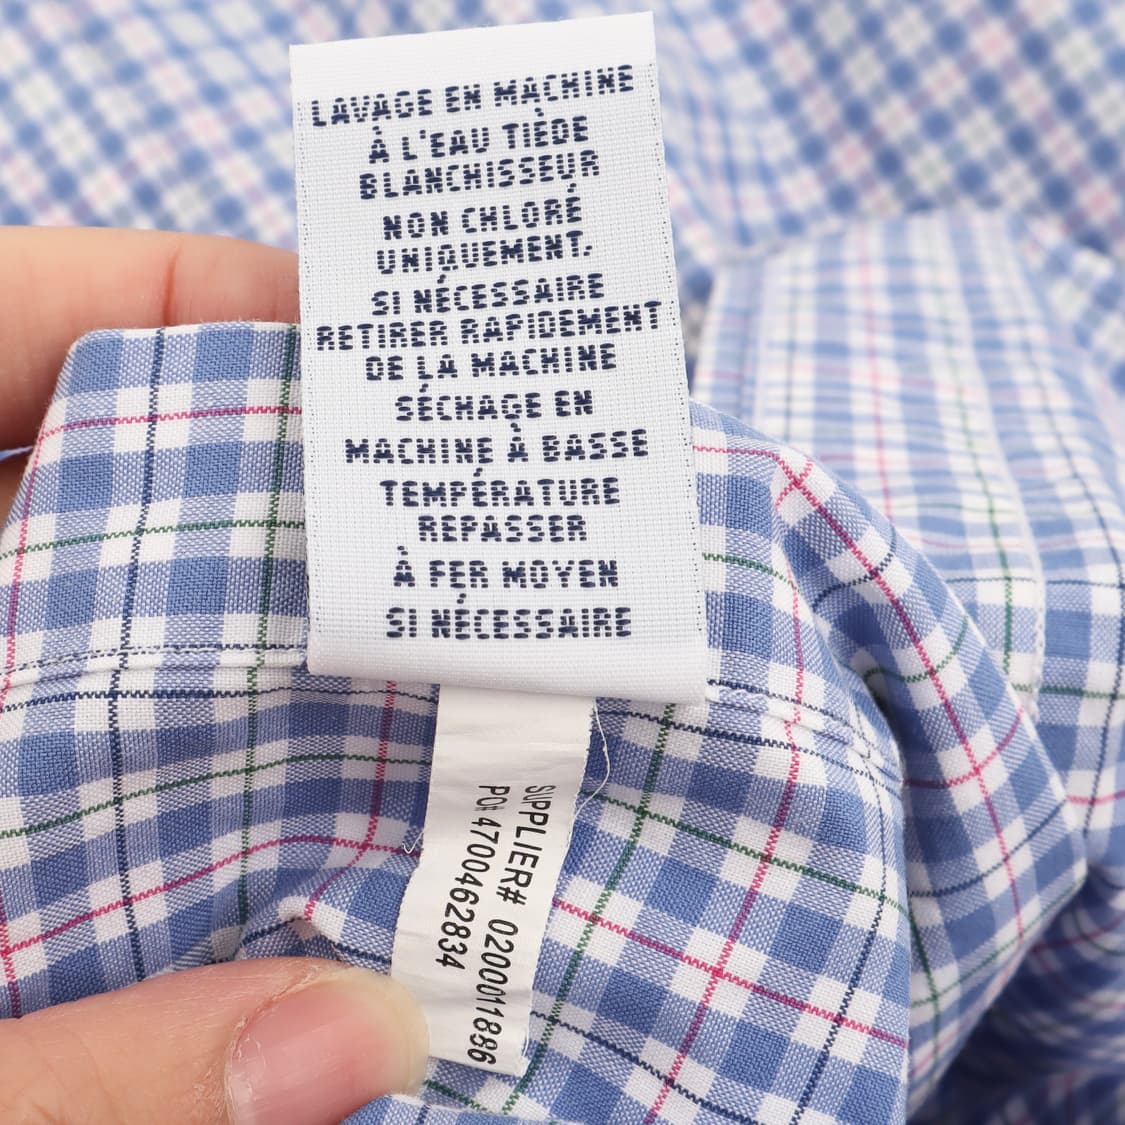 LAVAGE EN MACHINE
À L'EAU TIÈDE
BLANCHISSEUR
NON CHLORÉ
UNIQUEMENT.
SI NÉCESSAIRE
RETIRER RAPIDEMENT
DE LA MACHINE
SÉCHAGE EN
MACHINE À BASSE
TEMPÉRATURE
REPASSER
À FER MOYEN
SI NÉCESSAIRE
SUPPLIER# 0200011886
PO#4700462834